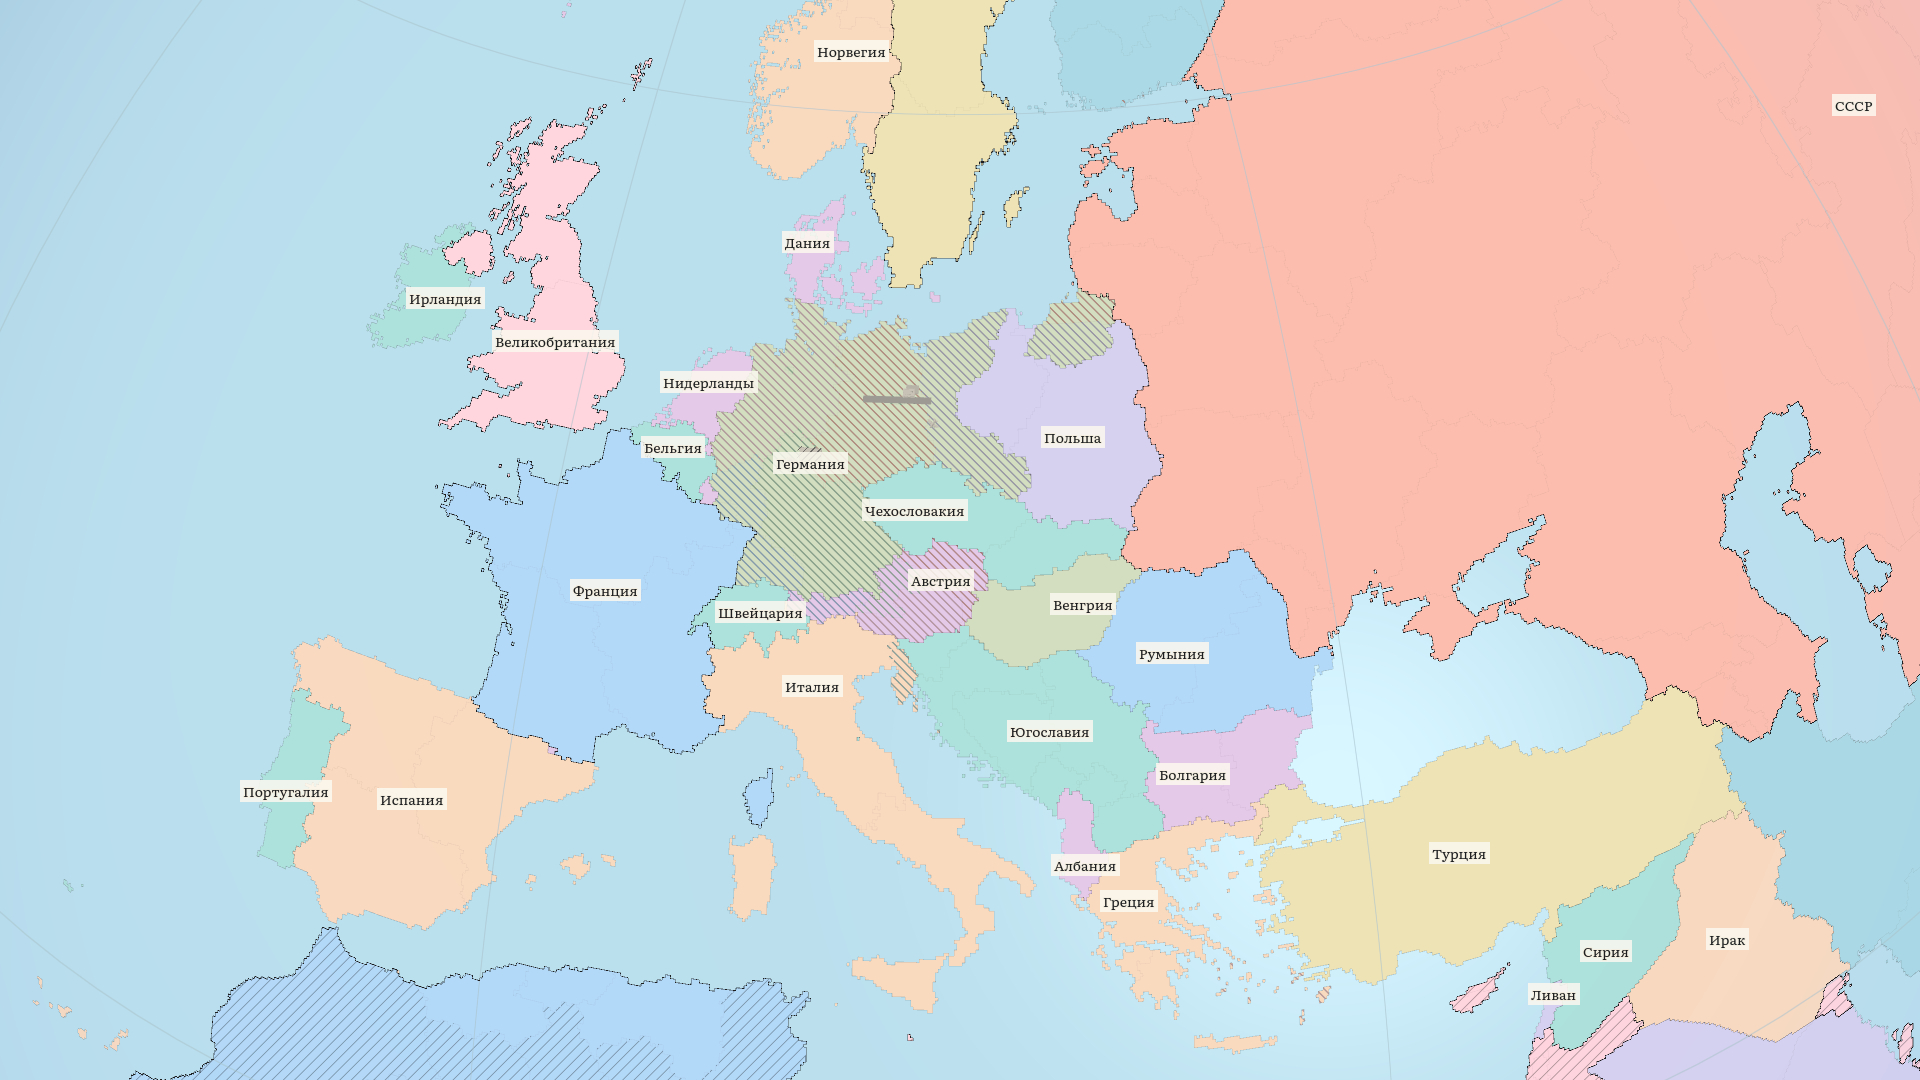 Норвегия
СССР
Дания
Ирландия
Великобритания
Нидерланды
Польша
Бельгия
Германия
Чехословакия
Австрия
Франция
Венгрия
Швейцария
Румыния
Италия
Югославия
Болгария
Португалия
Испания
Турция
Албания
Греция
Ирак
Сирия
Ливан